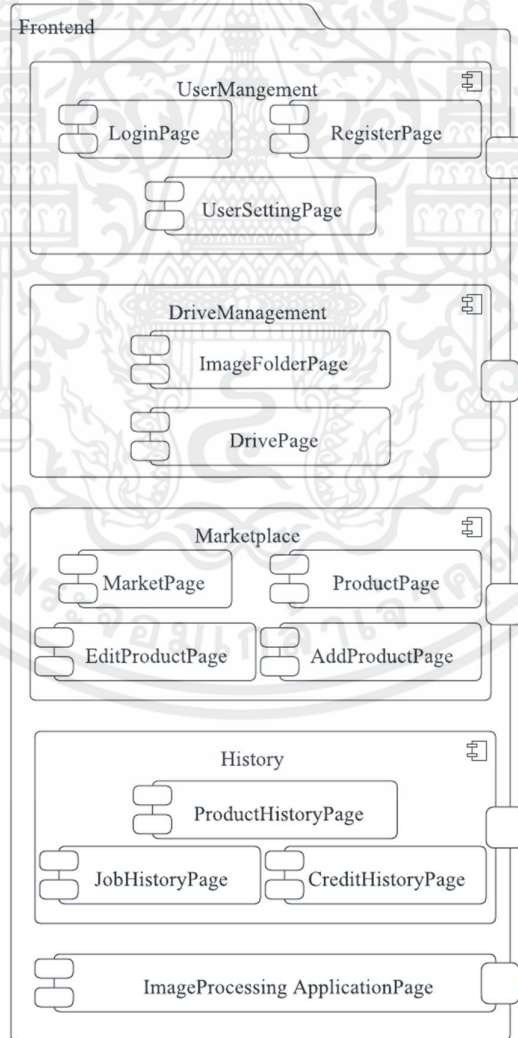 Frontend
UserMangement
LoginPage
RegisterPage
UserSettingPage
DriveManagement
ImageFolderPage
DrivePage
Marketplace
MarketPage
ProductPage
EditProductPage
AddProductPage
History
ProductHistoryPage
JobHistoryPage
CreditHistoryPage
ImageProcessing ApplicationPage